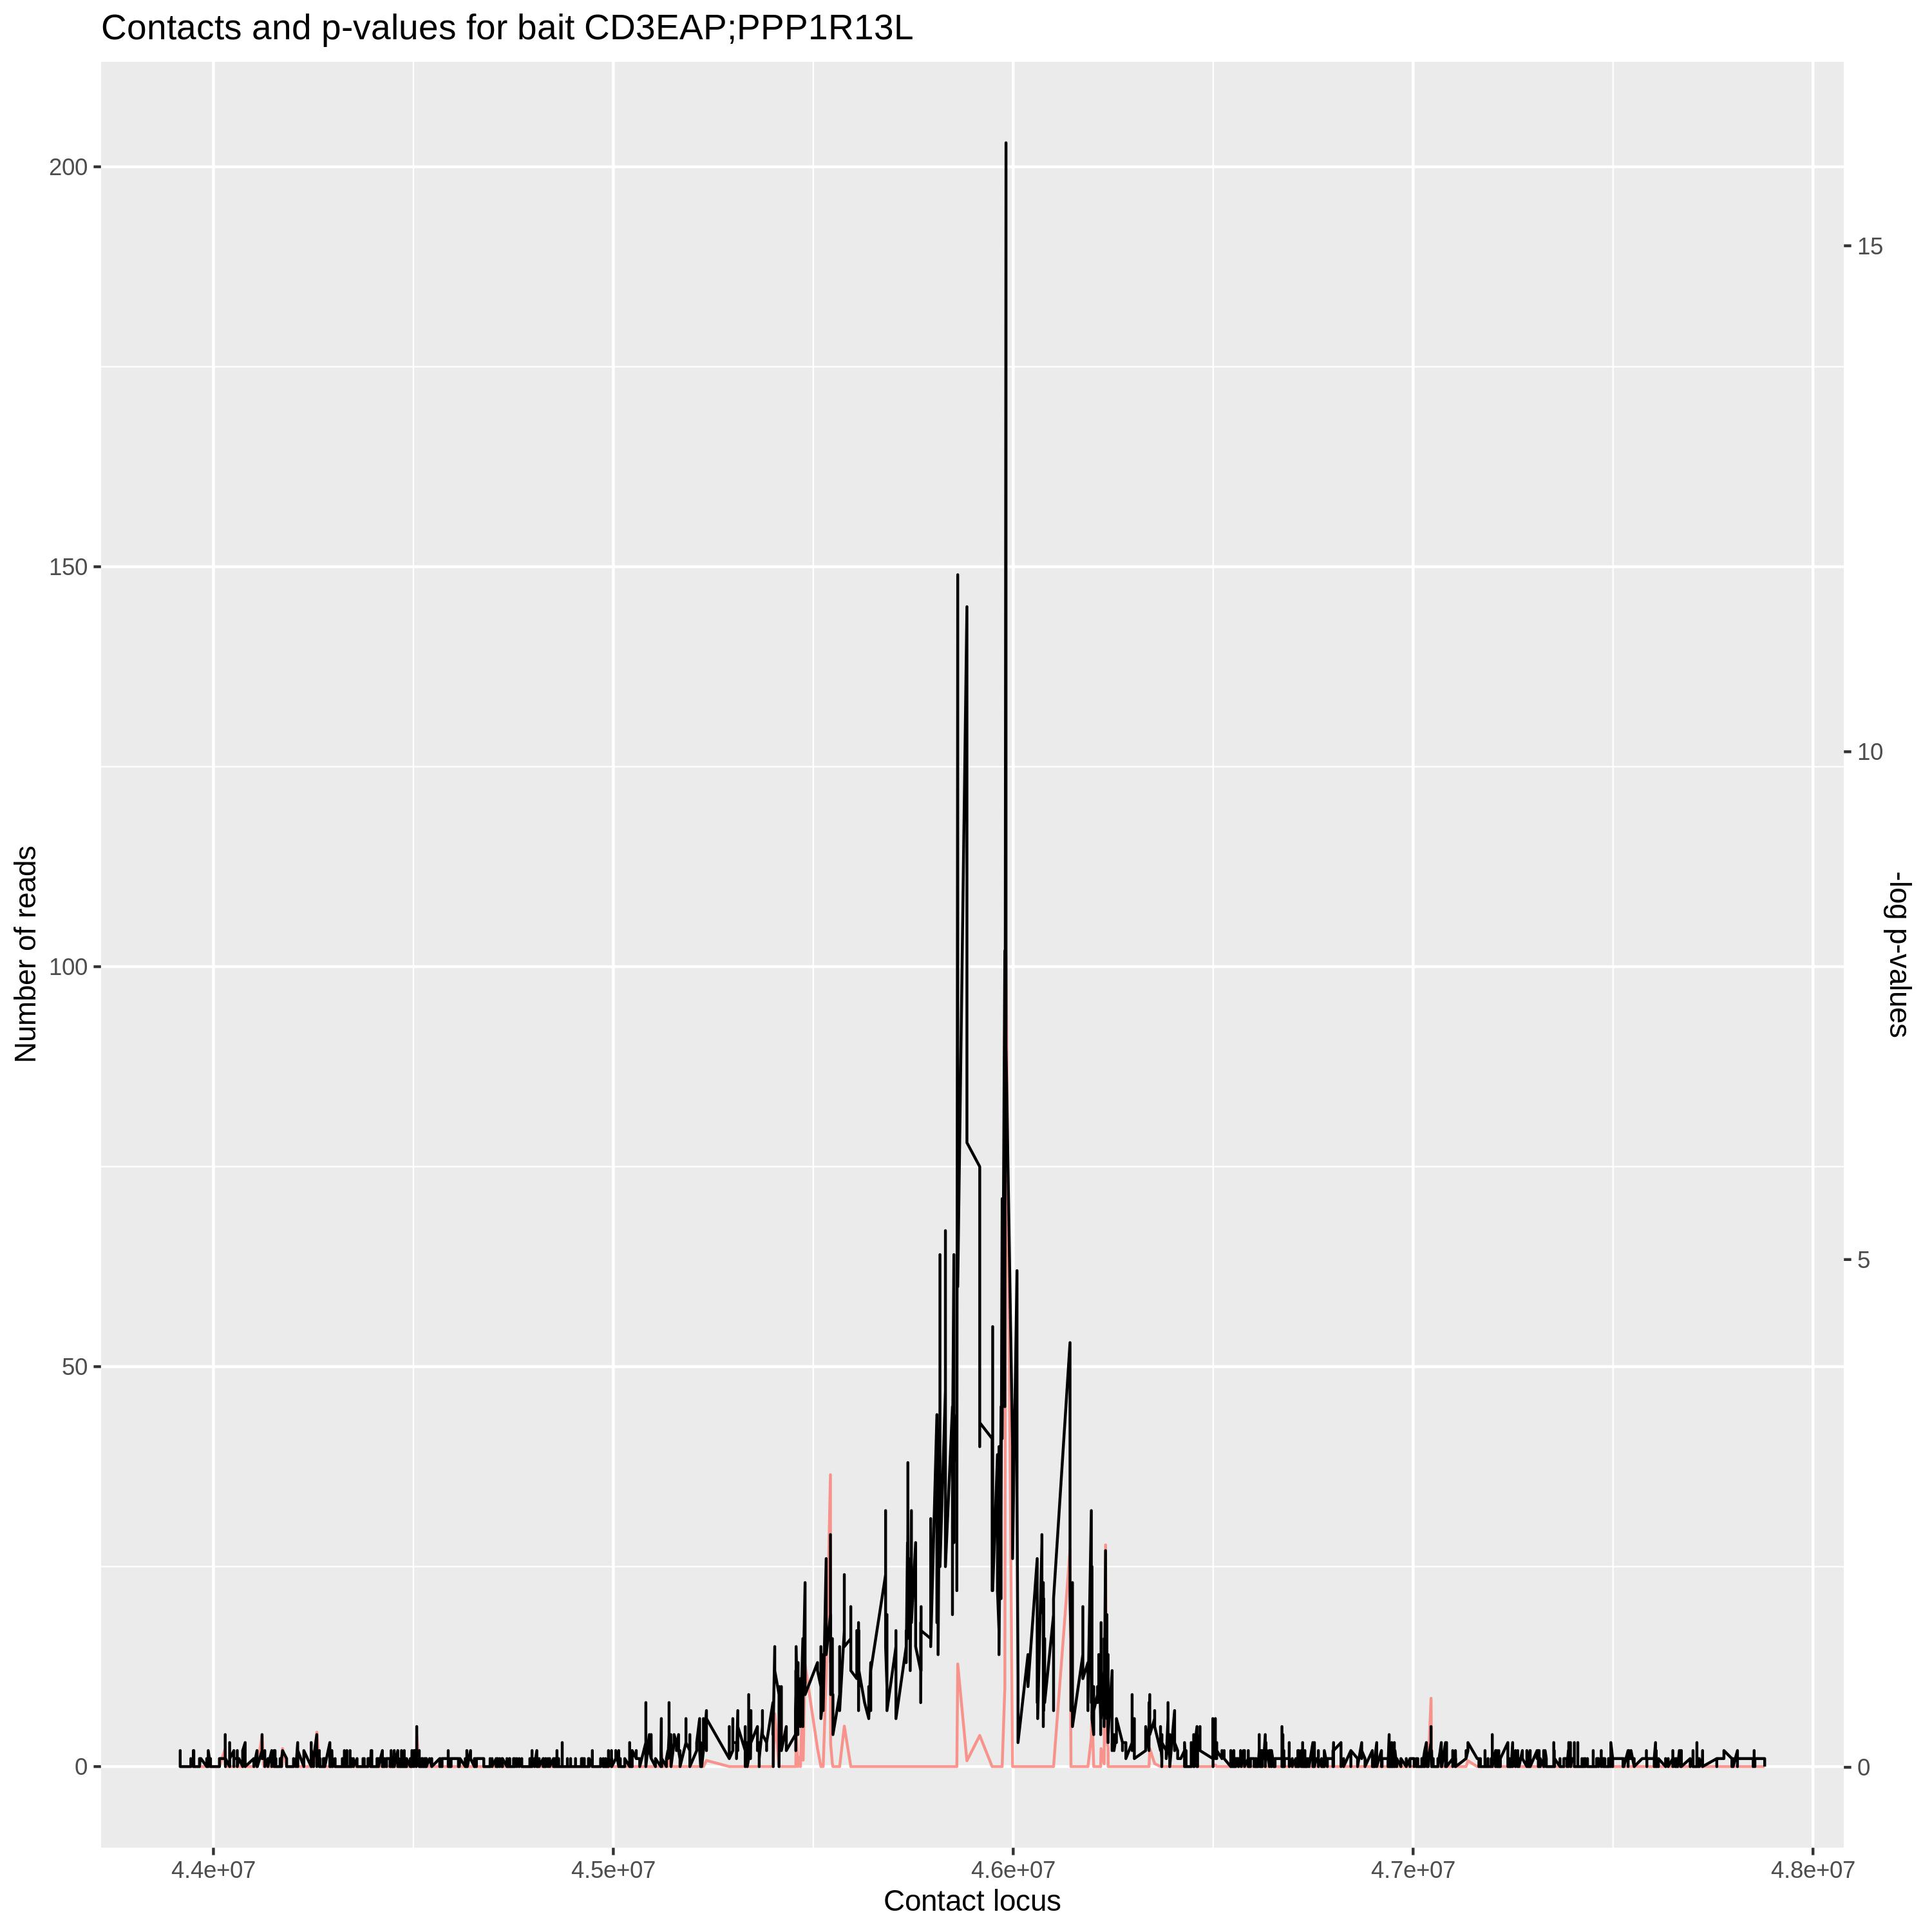 Contacts and p-values for bait CD3EAP;PPP1R13L
200
150
100
50
0
Number of reads
15
10
5
0
-log p-values
4.4e+07 4.5e+07 4.6e+07 4.7e+07 4.8e+07
Contact locus